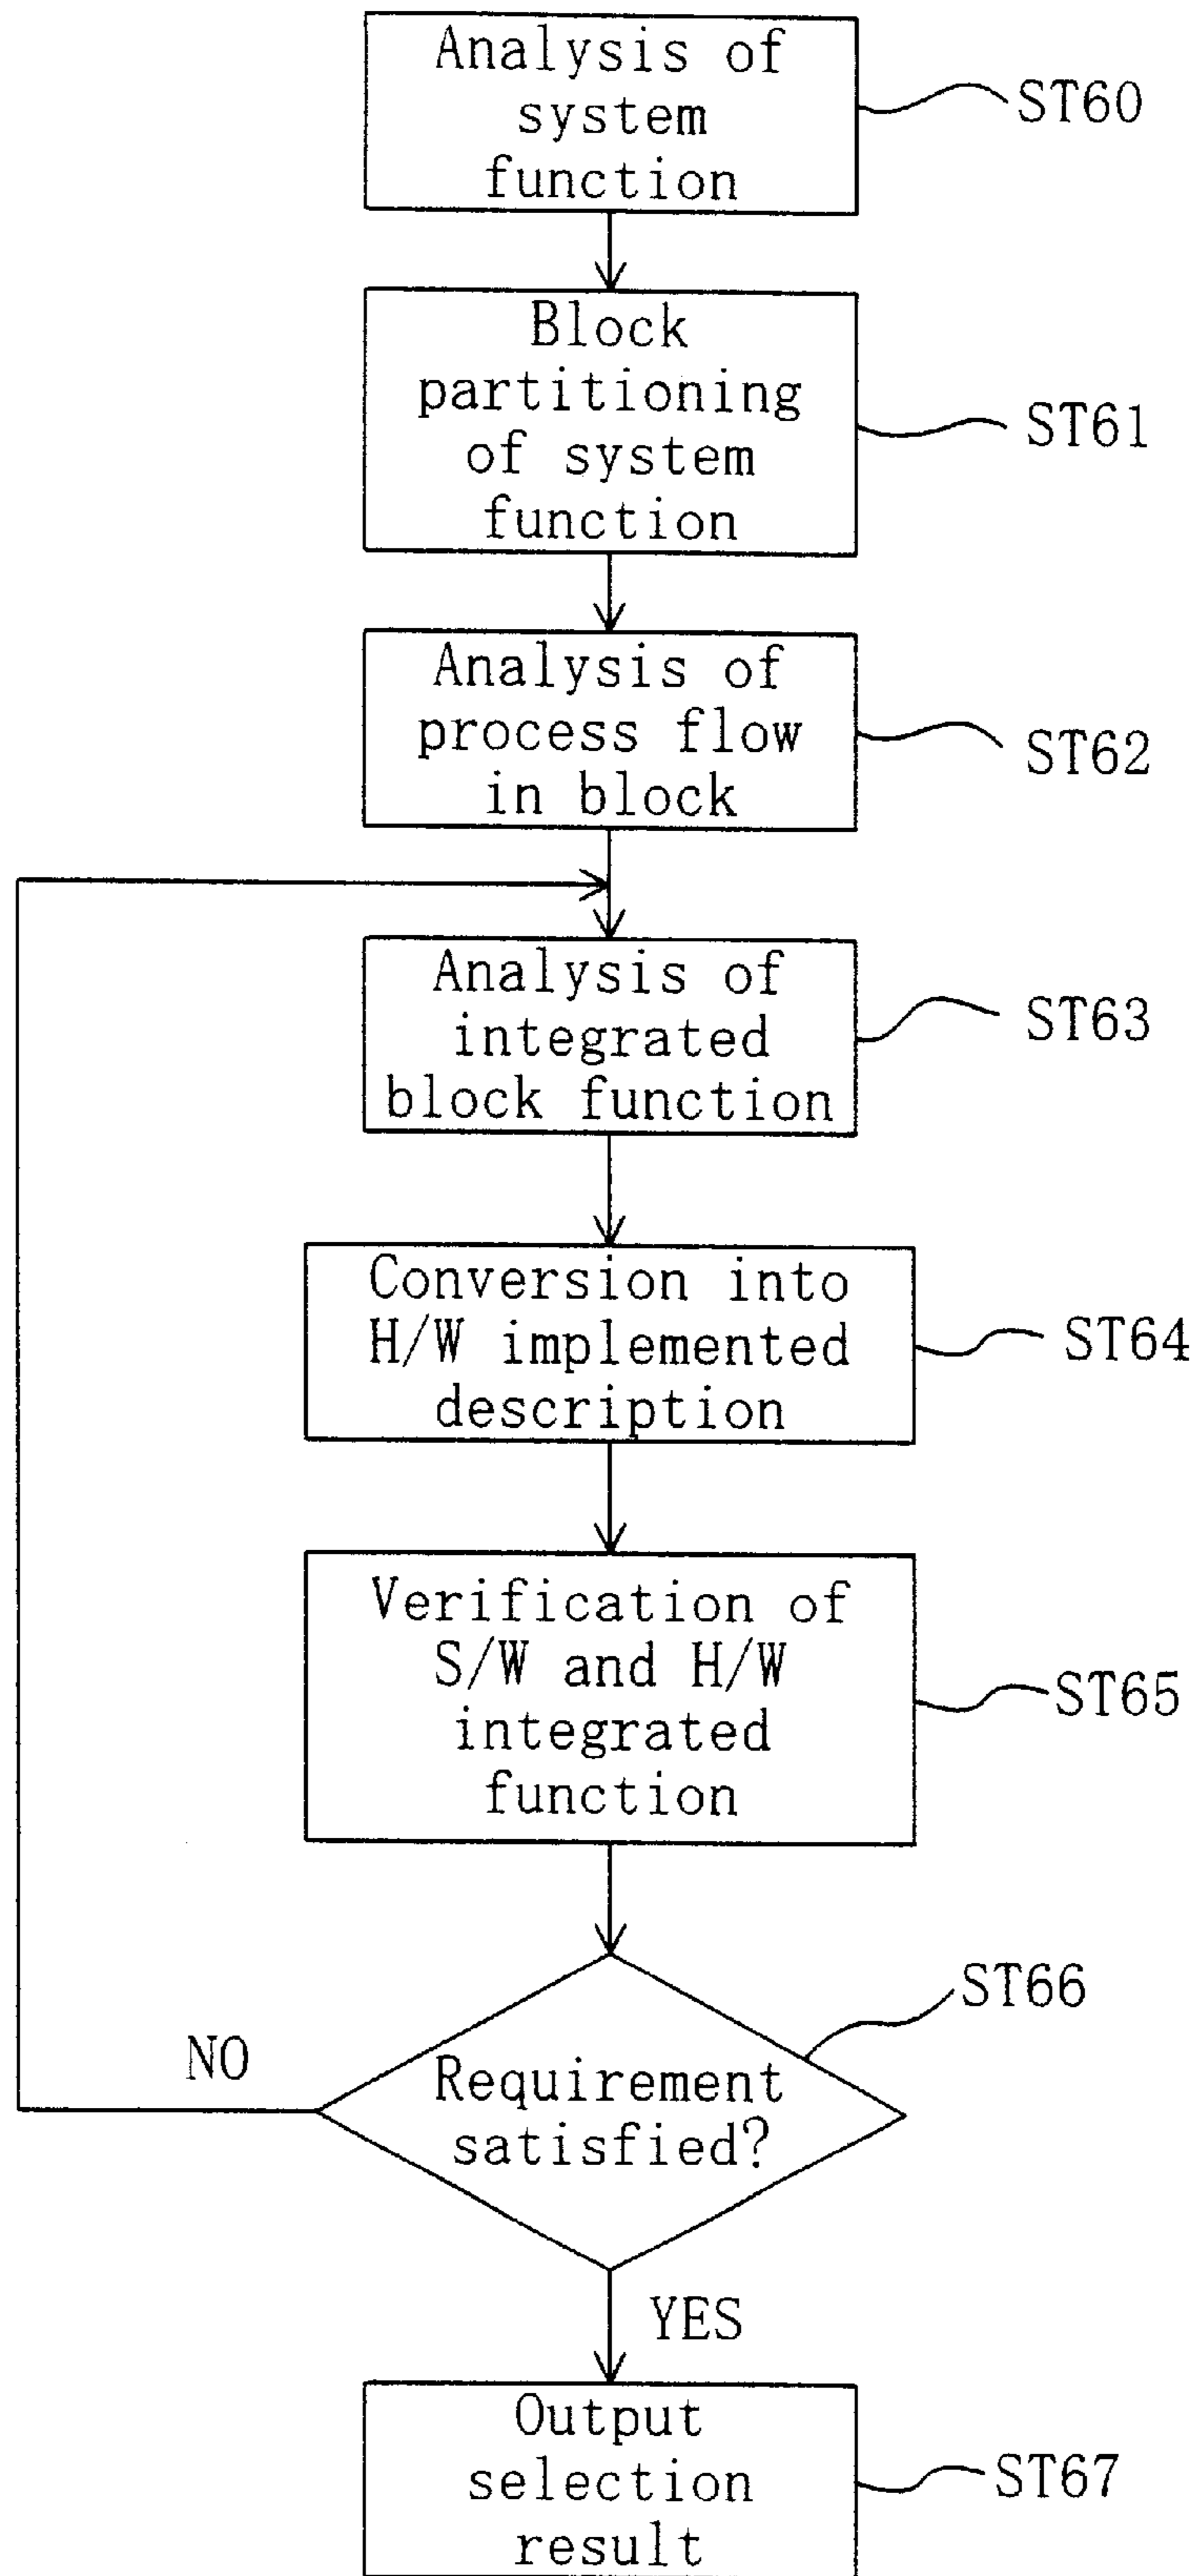 Analysis of
system
function
ST60
Block
partitioning
of system
function
ST61
Analysis of
process flow
in block
ST62
Analysis of
integrated
block function
ST63
Conversion into
H/W implemented
description
ST64
Verification of
S/W and H/W
integrated
function
ST65
ST66
NO
Requirement
satisfied?
YES
Output
selection
result
ST67